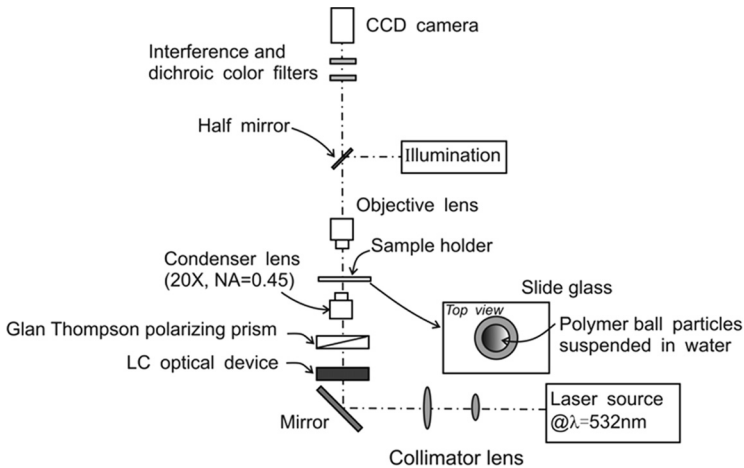 CCD camera
Interference and
dichroic color filters
Half mirror
Illumination
Objective lens
Sample holder
Condenser lens
(20X, NA=0.45)
Slide glass
Top view
Polymer ball particles
suspended in water
Glan Thompson polarizing prism
LC optical device
Mirror
Laser source
@λ=532nm
Collimator lens